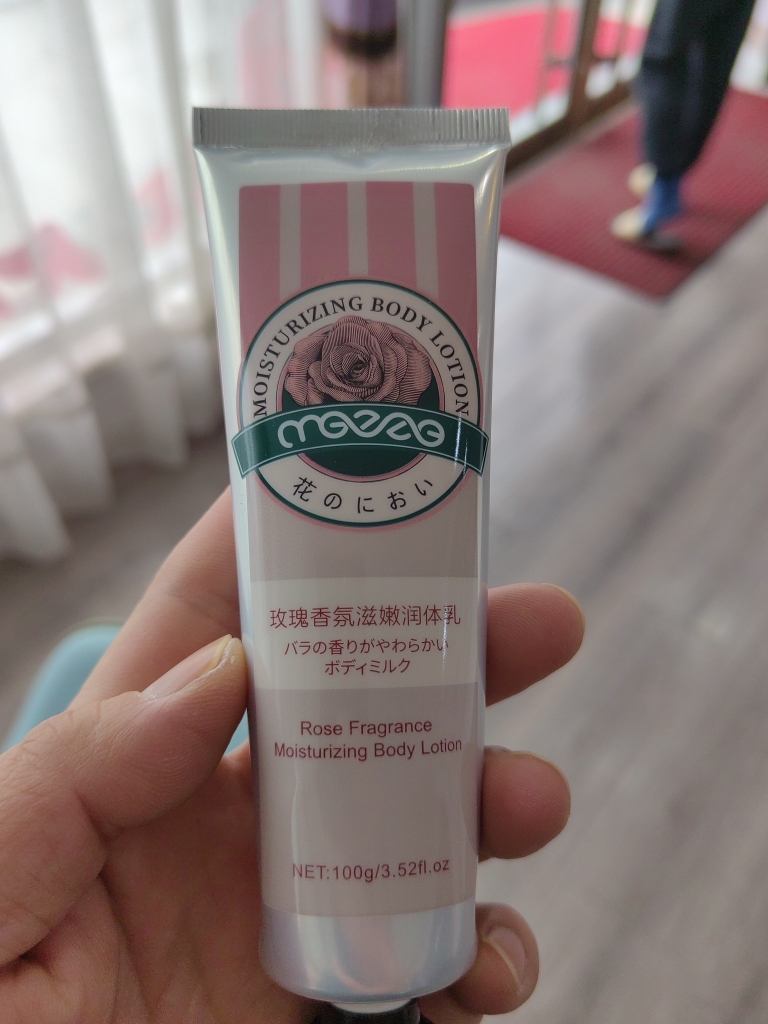 MOISTURIZING BODY LOTION
花のにおい
玫瑰香氛滋嫩润体乳
バラの香りがやわらかい
ボディミルク
Rose Fragrance
Moisturizing Body Lotion
NET:100g/3.52fl.oz